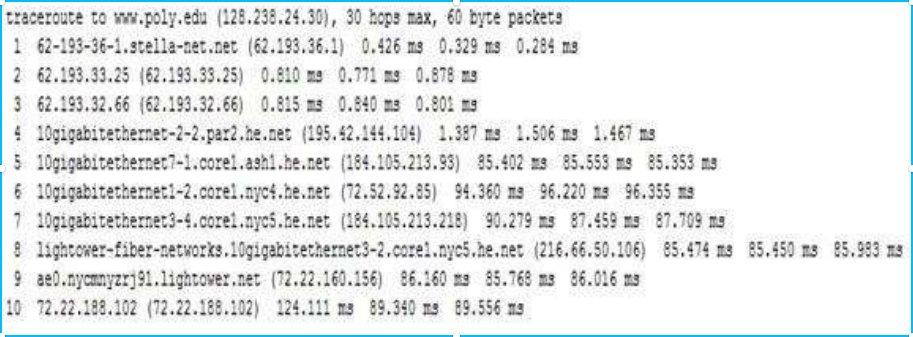 traceroute to www.poly.edu (128.238.24.30), 30 hops max, 60 byte packets
1 62-193-36-1.stella-net.net (62.193.36.1) 0.426 ms 0.329 ms 0.284 ms
2 62.193.33.25 (62.193.33.25) 0.810 ms 0.771 ms 0.878 ms
3 62.193.32.66 (62.193.32.66) 0.815 ms 0.840 ms 0.801 ms
4 10gigabitethernet-2-2.par2.he.net (195.42.144.104) 1.387 ms 1.506 ms 1.467 ms
5 10gigabitethernet7-1.core1.ash1.he.net (184.105.213.93) 85.402 ms 85.553 ms 85.353 ms
6 10gigabitethernet1-2.core1.nyc4.he.net (72.52.92.85) 94.360 ms 96.220 ms 96.355 ms
7 10gigabitethernet3-4.core1.nyc5.he.net (184.105.213.218) 90.279 ms 87.459 ms 87.709 ms
8 lightower-fiber-networks.10gigabitethernet3-2.core1.nyc5.he.net (216.66.50.106) 85.474 ms 85.450 ms 85.983 ms
9 ae0.nycmnyzrj91.lightower.net (72.22.160.156) 86.160 ms 85.768 ms 86.016 ms
10 72.22.188.102 (72.22.188.102) 124.111 ms 89.340 ms 89.556 ms